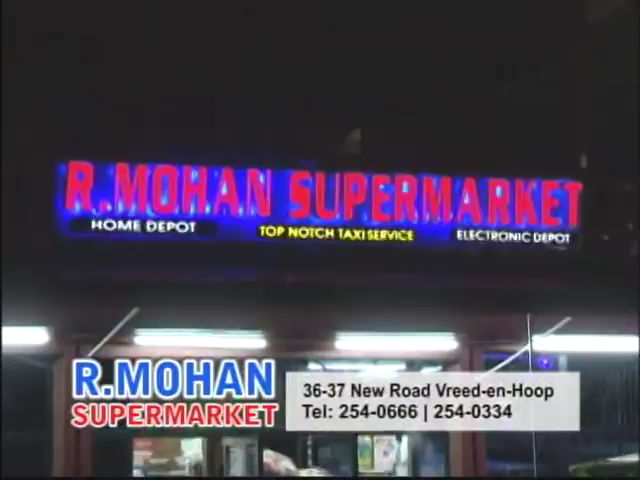 R.MOHAN SUPERMARKET
HOME DEPOT TOP NOTCH TAXI SERVICE ELECTRONIC DEPOT
R.MOHAN
SUPERMARKET
36-37 New Road Vreed-en-Hoop
Tel: 254-0666 | 254-0334